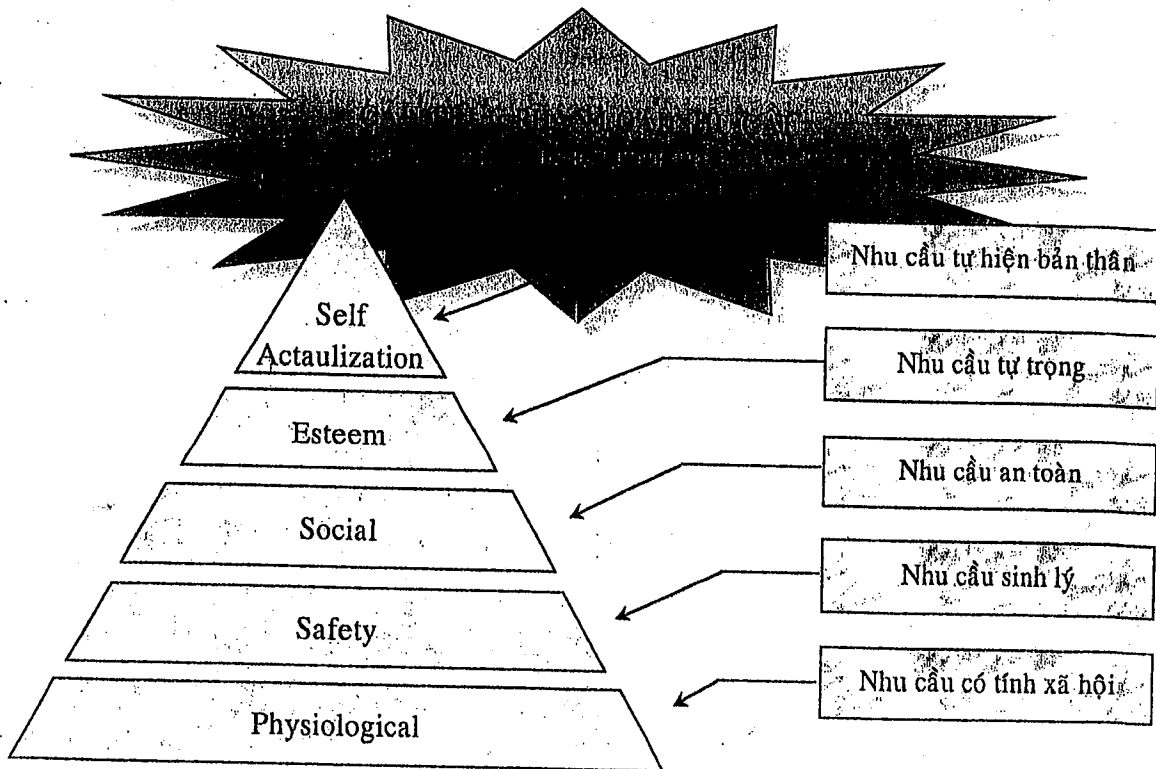 Nhu cầu tự hiện bản thân
Self
Actaulization
Nhu cầu tự trọng
Esteem
Nhu cầu an toàn
Social
Nhu cầu sinh lý
Safety
Nhu cầu có tính xã hội
Physiological